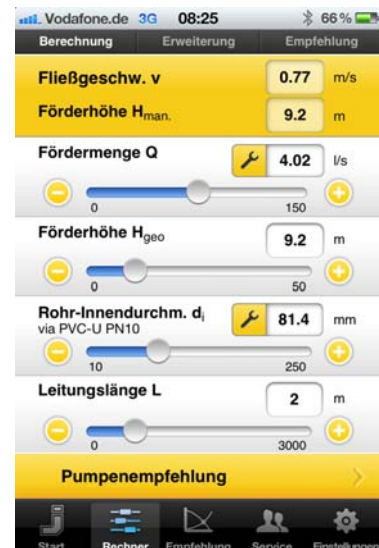 Vodafone.de 3G 08:25 66%
Berechnung Erweiterung Empfehlung
Fließgeschw. v 0.77 m/s
Förderhöhe Hman. 9.2 m
Fördermenge Q 4.02 l/s
0 150
Förderhöhe Hgeo 9.2 m
0 50
Rohr-Innendurchm. di 81.4 mm
via PVC-U PN10
10 250
Leitungslänge L 2 m
0 3000
Pumpenempfehlung
Start Rechner Empfehlung Service Einstellungen